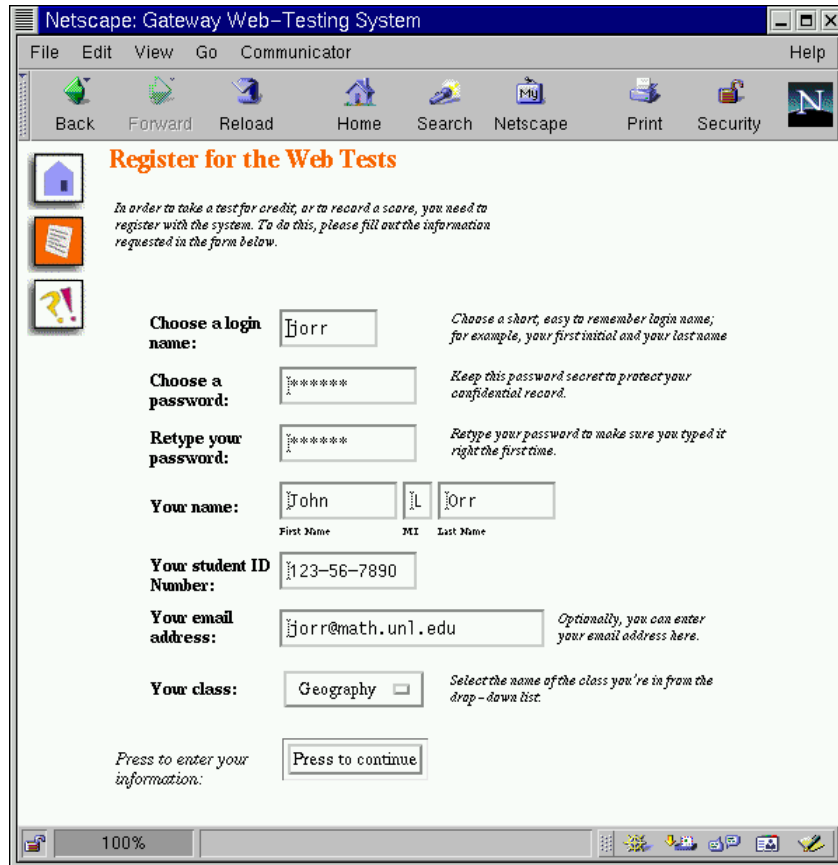 Netscape: Gateway Web-Testing System
File Edit View Go Communicator Help
Back Forward Reload Home Search Netscape Print Security
My
N
Register for the Web Tests
In order to take a test for credit, or to record a score, you need to
register with the system. To do this, please fill out the information
requested in the form below.
?!
Choose a login
name:
jorr
Choose a short, easy to remember login name;
for example, your first initial and your last name
Choose a
password:
******
Keep this password secret to protect your
confidential record.
Retype your
password:
******
Retype your password to make sure you typed it
right the first time.
Your name:
John L Orr
First Name MI Last Name
Your student ID
Number:
123-56-7890
Your email
address:
jorr@math.unl.edu
Optionally, you can enter
your email address here.
Your class:
Geography
Select the name of the class you're in from the
drop-down list.
Press to enter your
information:
Press to continue
100%